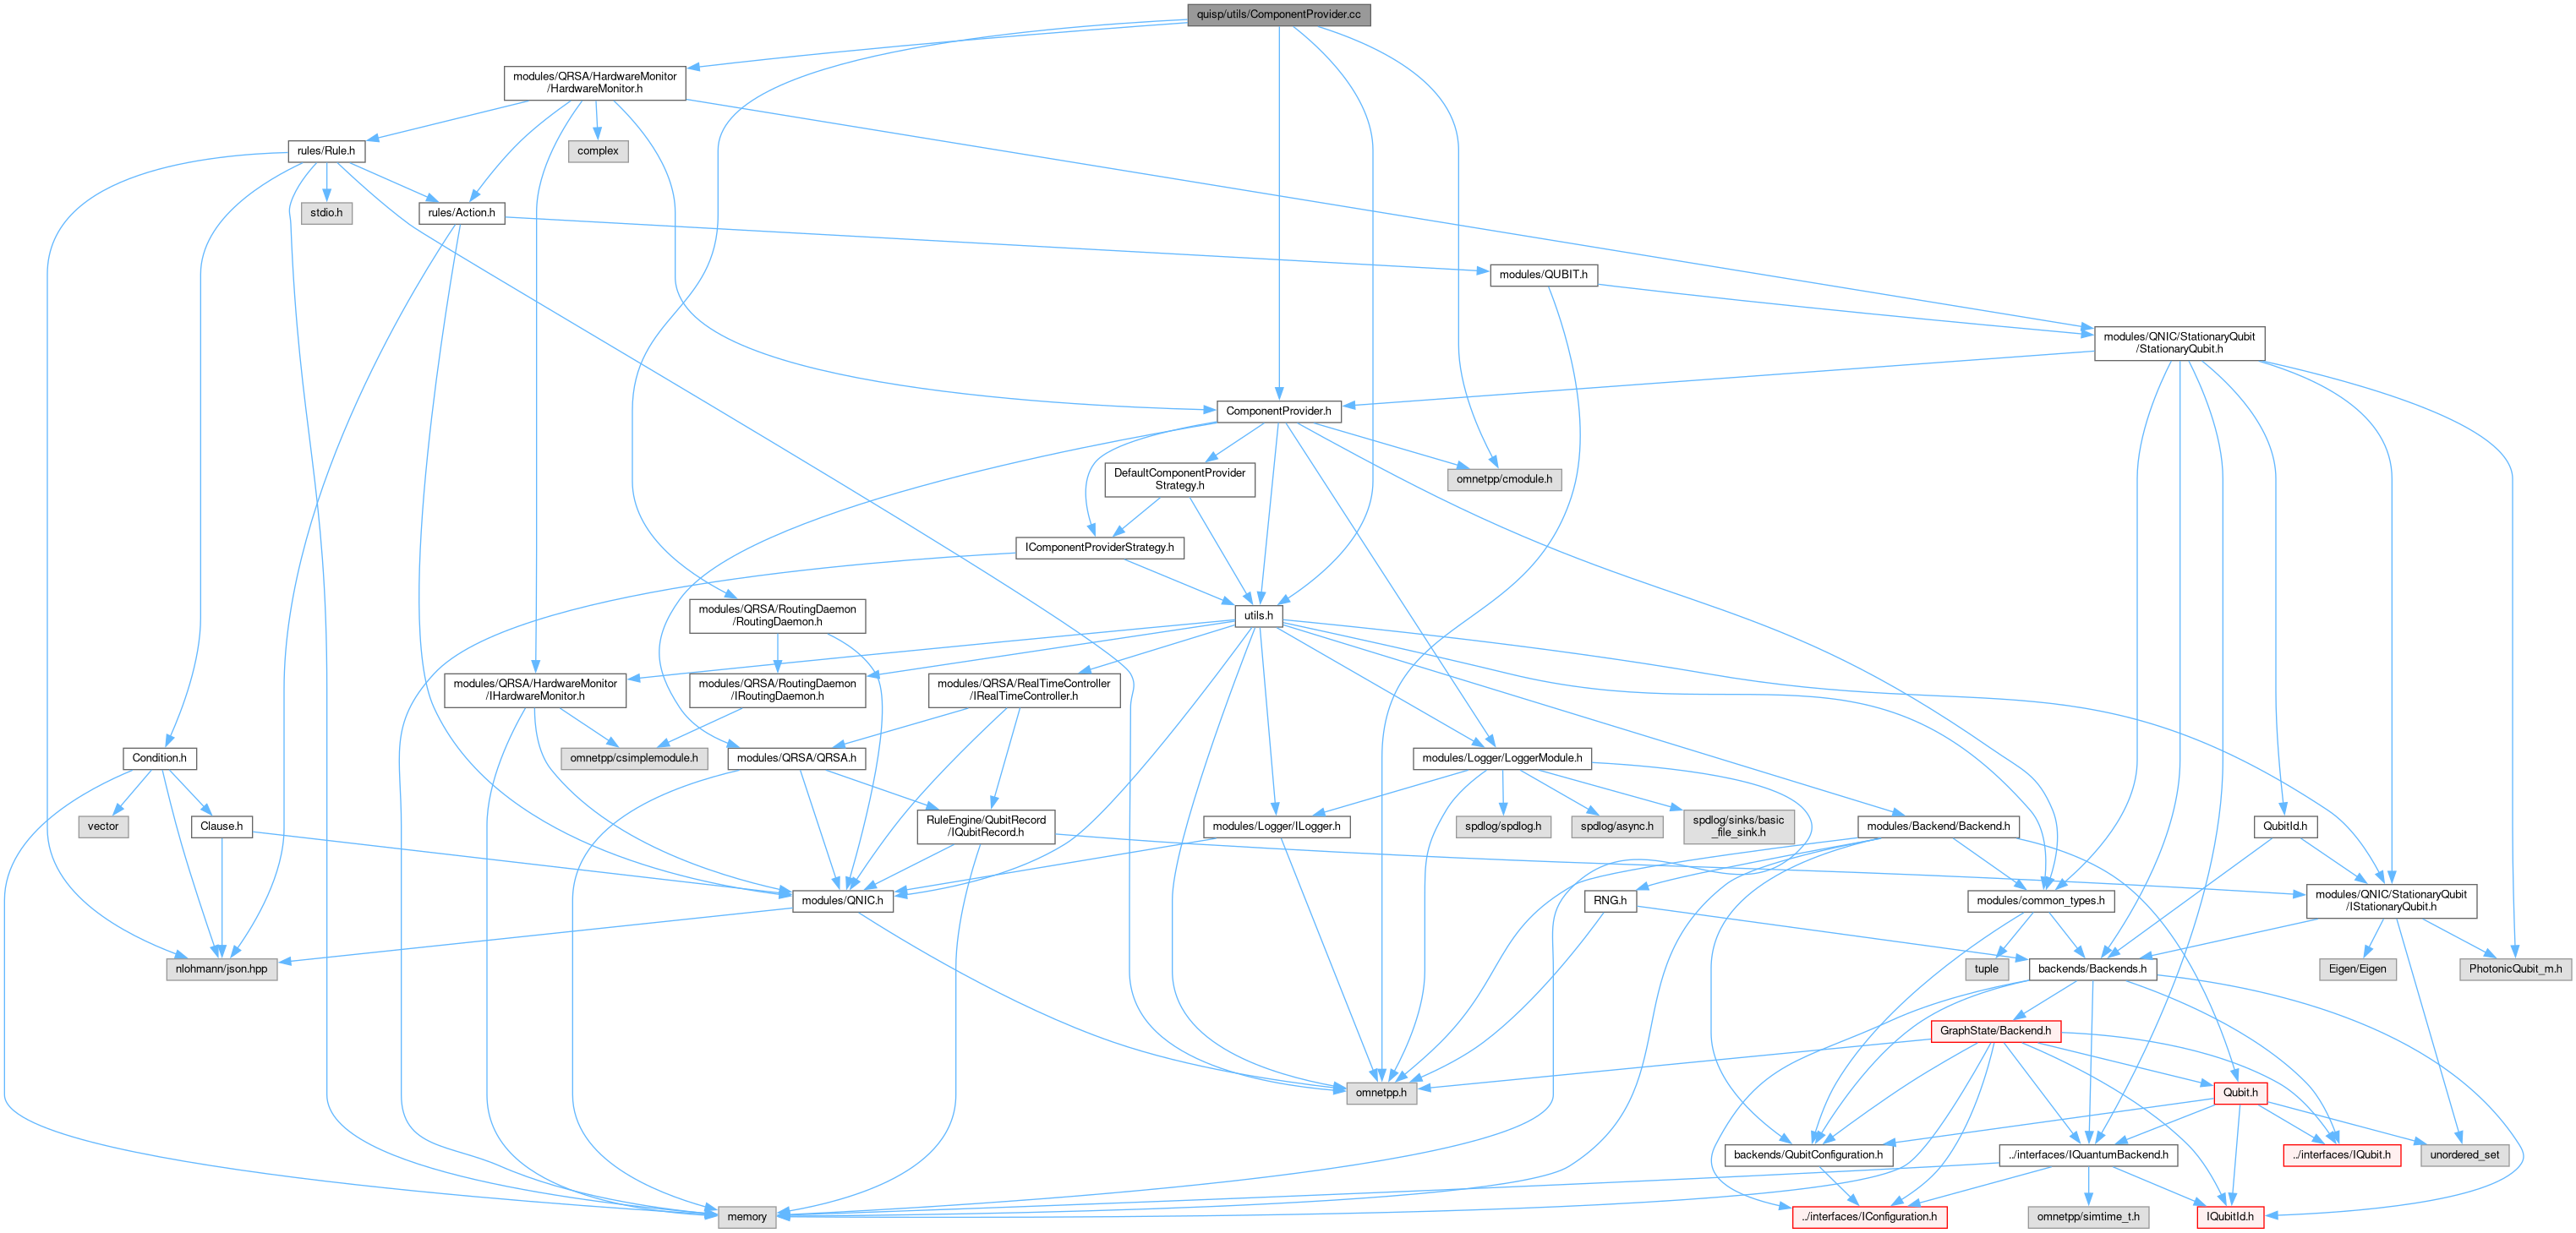 quisp/utils/ComponentProvider.cc
modules/QRSA/HardwareMonitor
/HardwareMonitor.h
rules/Rule.h
complex
stdio.h
rules/Action.h
modules/QUBIT.h
modules/QNIC/StationaryQubit
/StationaryQubit.h
ComponentProvider.h
DefaultComponentProvider
Strategy.h
omnetpp/cmodule.h
IComponentProviderStrategy.h
modules/QRSA/RoutingDaemon
/RoutingDaemon.h
utils.h
modules/QRSA/HardwareMonitor
/IHardwareMonitor.h
modules/QRSA/RoutingDaemon
/IRoutingDaemon.h
modules/QRSA/RealTimeController
/IRealTimeController.h
Condition.h
omnetpp/csimplemodule.h
modules/QRSA/QRSA.h
modules/Logger/LoggerModule.h
vector
Clause.h
RuleEngine/QubitRecord
/IQubitRecord.h
modules/Logger/ILogger.h
spdlog/spdlog.h
spdlog/async.h
spdlog/sinks/basic
_file_sink.h
modules/Backend/Backend.h
QubitId.h
modules/QNIC.h
RNG.h
modules/common_types.h
modules/QNIC/StationaryQubit
/IStationaryQubit.h
nlohmann/json.hpp
tuple
backends/Backends.h
Eigen/Eigen
PhotonicQubit_m.h
GraphState/Backend.h
omnetpp.h
Qubit.h
backends/QubitConfiguration.h
../interfaces/IQuantumBackend.h
../interfaces/IQubit.h
unordered_set
memory
../interfaces/IConfiguration.h
omnetpp/simtime_t.h
IQubitId.h